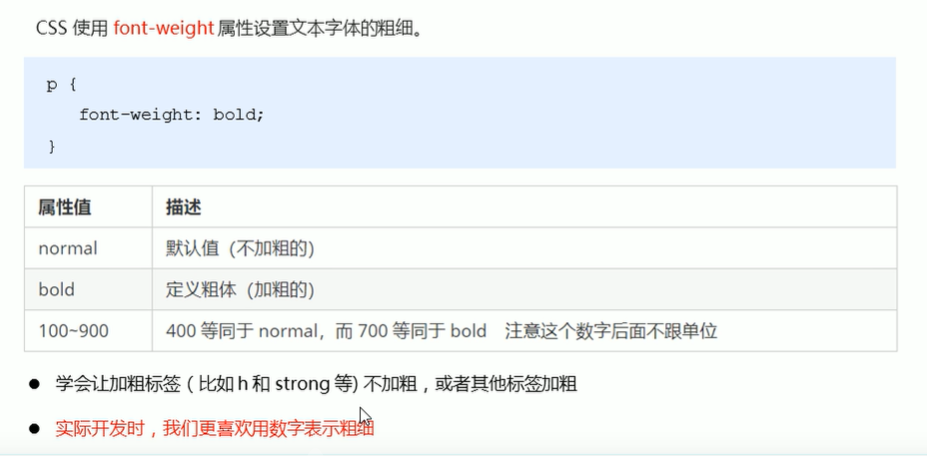 CSS 使用 font-weight 属性设置文本字体的粗细。
p {
font-weight: bold;
}
属性值 描述
normal 默认值（不加粗的）
bold 定义粗体（加粗的）
100~900 400 等同于 normal，而 700 等同于 bold 注意这个数字后面不跟单位
● 学会让加粗标签（比如 h 和 strong 等) 不加粗，或者其他标签加粗
● 实际开发时，我们更喜欢用数字表示粗细